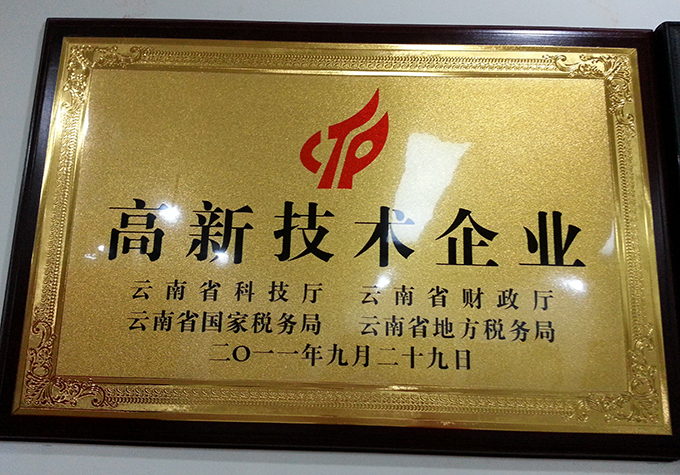 高新技术企业
云南省科技厅 云南省财政厅
云南省国家税务局 云南省地方税务局
二〇一一年九月二十九日